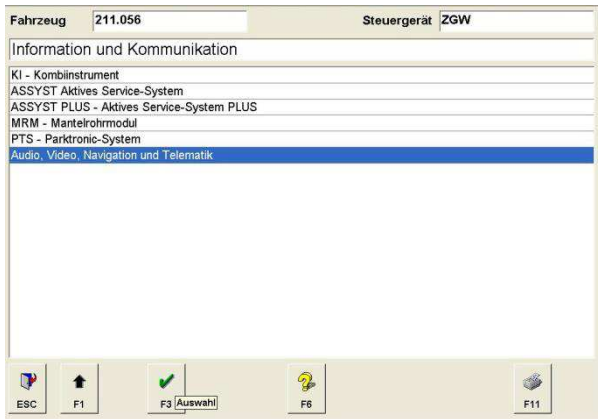 Fahrzeug 211.056 Steuergerät ZGW
Information und Kommunikation
KI - Kombiinstrument
ASSYST Aktives Service-System
ASSYST PLUS - Aktives Service-System PLUS
MRM - Mantelrohrmodul
PTS - Parktronic-System
Audio, Video, Navigation und Telematik
ESC F1 F3 Auswahl F6 F11